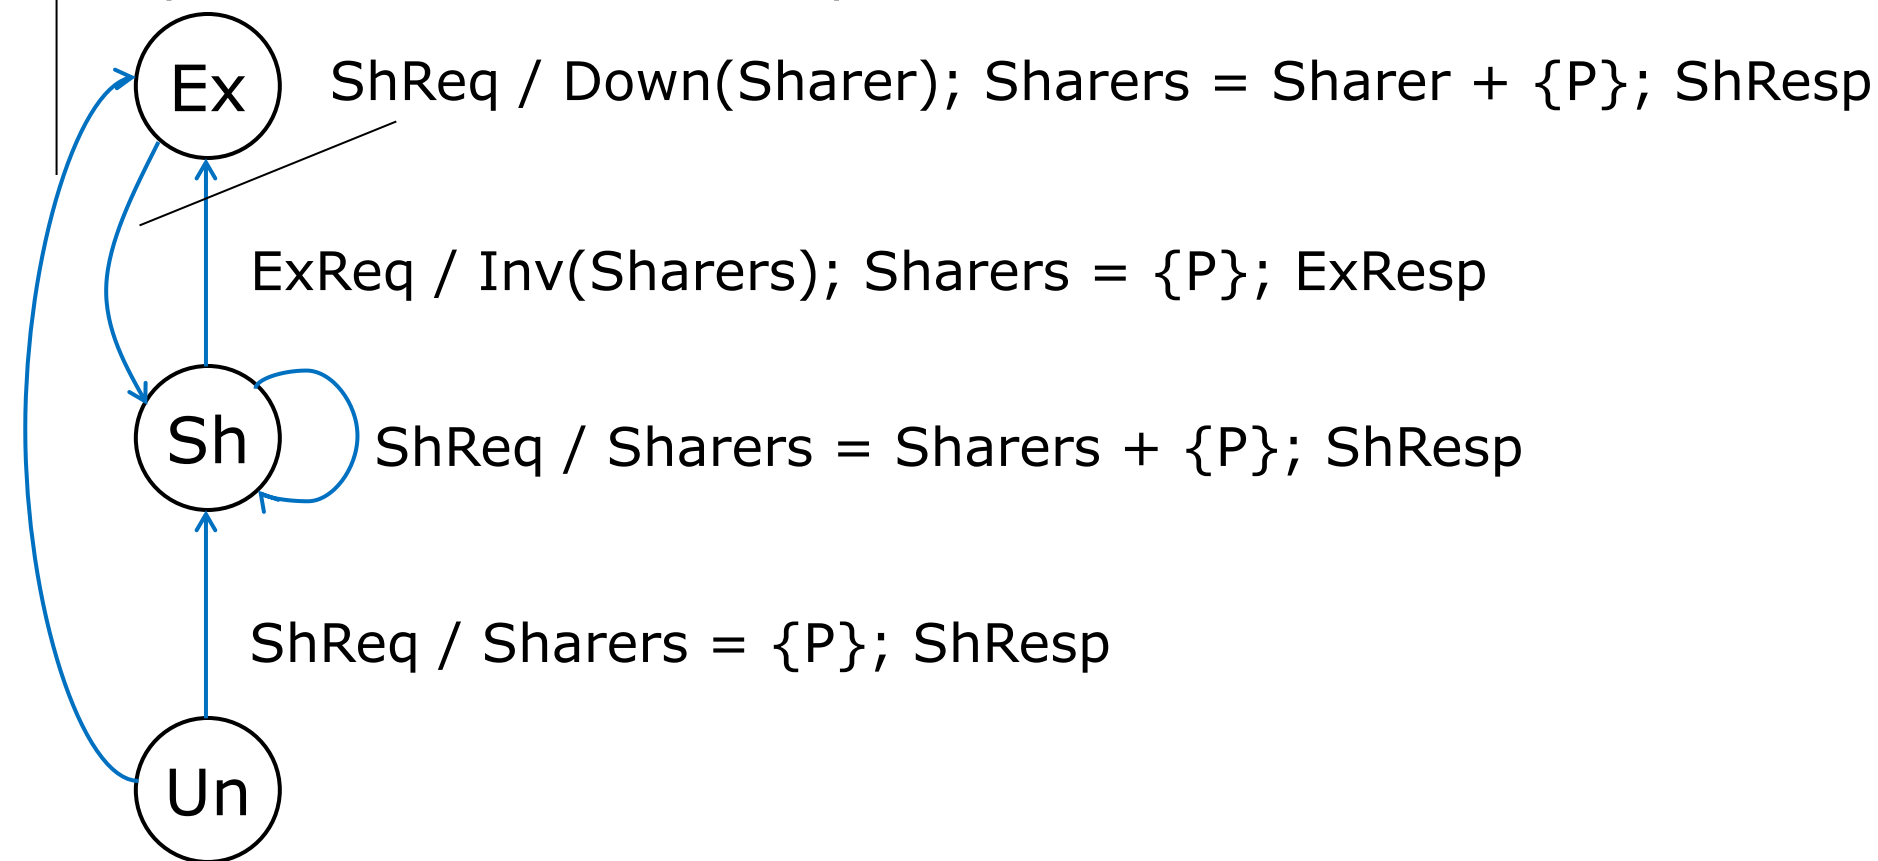 Ex
ShReq / Down(Sharer); Sharers = Sharer + {P}; ShResp
ExReq / Inv(Sharers); Sharers = {P}; ExResp
Sh
ShReq / Sharers = Sharers + {P}; ShResp
ShReq / Sharers = {P}; ShResp
Un